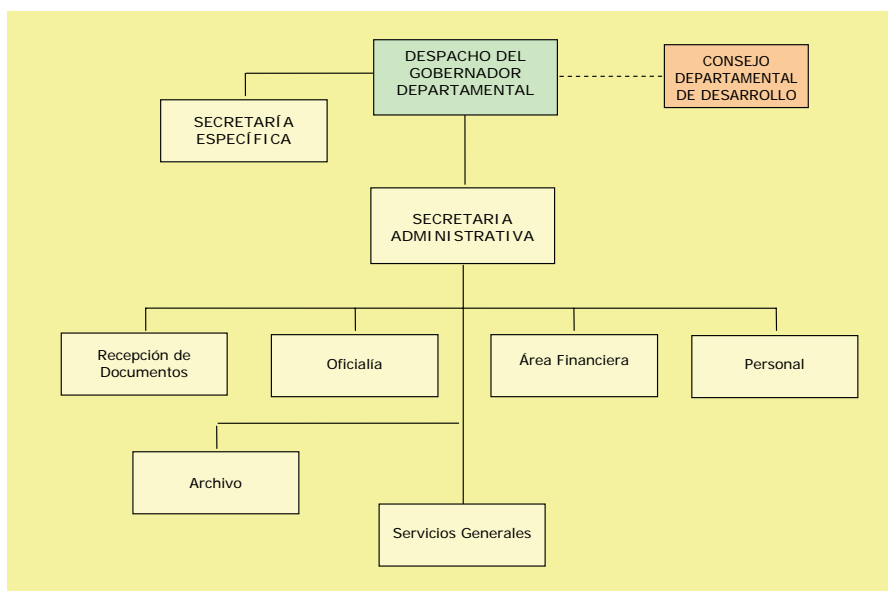 DESPACHO DEL
GOBERNADOR
DEPARTAMENTAL
CONSEJO
DEPARTAMENTAL
DE DESARROLLO
SECRETARÍA
ESPECÍFICA
SECRETARIA
ADMINISTRATIVA
Recepción de
Documentos
Oficialía
Área Financiera
Personal
Archivo
Servicios Generales